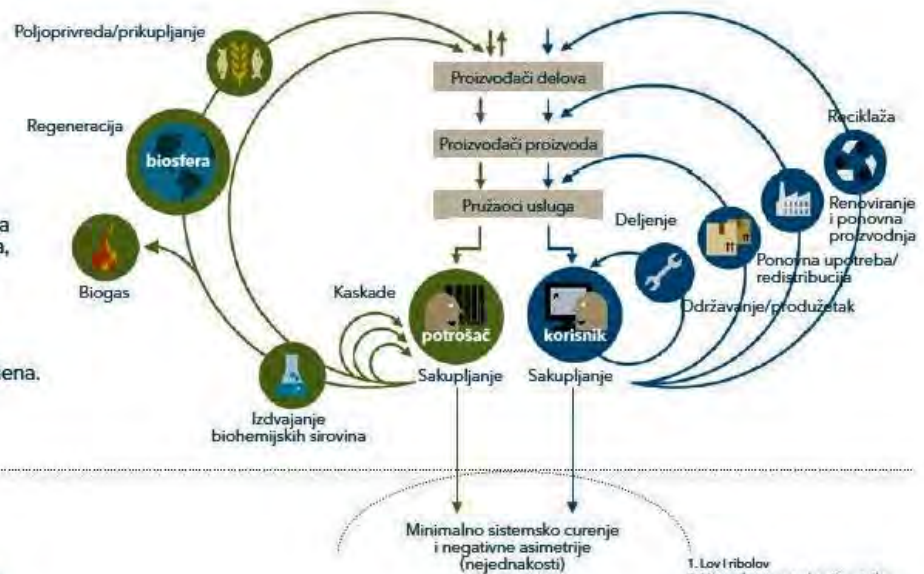 Poljoprivreda/prikupljanje
Regeneracija
biosfera
Biogas
Izdvajanje
biohemijskih sirovina
Kaskade
Proizvođači delova
Proizvođači proizvoda
Pružaoci usluga
potrošač
Sakupljanje
korisnik
Sakupljanje
Deljenje
Održavanje/produžetak
Ponovna upotreba/
redistribucija
Renoviranje
i ponovna
proizvodnja
Reciklaža
Minimalno sistemsko curenje
i negativne asimetrije
(nejednakosti)
1. Lov i ribolov